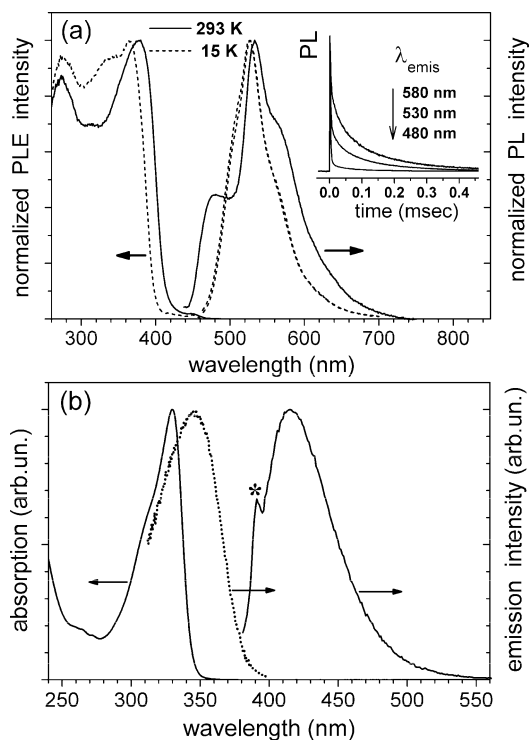 (a)
293 K
15 K
PL
λemis
580 nm
530 nm
480 nm
0.0 0.1 0.2 0.3 0.4
time (msec)
normalized PLE intensity
normalized PL intensity
300 400 500 600 700 800
wavelength (nm)
(b)
*
absorption (arb.un.)
emission intensity (arb.un.)
240 300 350 400 450 500 550
wavelength (nm)